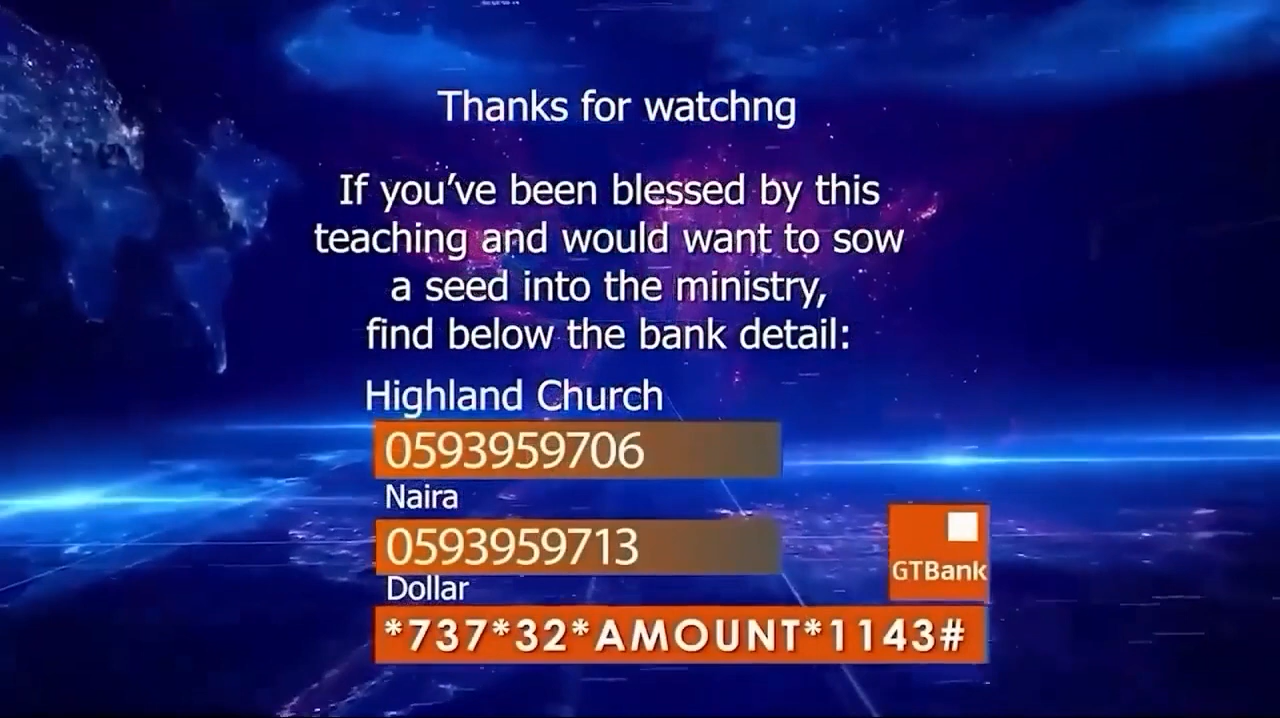 Thanks for watchng
If you've been blessed by this
teaching and would want to sow
a seed into the ministry,
find below the bank detail:
Highland Church
0593959706
Naira
0593959713
Dollar
GTBank
*737*32*AMOUNT*1143#